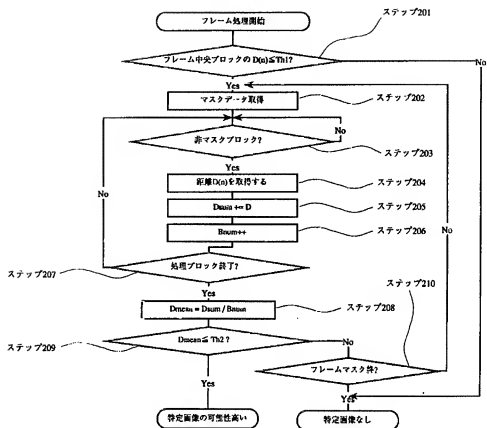 フレーム処理開始
ステップ201
フレーム中央ブロックの D(n)≦Th1?
No
Yes
マスクデータ取得
ステップ202
No
非マスクブロック?
ステップ203
Yes
距離D(n)を取得する
ステップ204
No
No
Dsum += D
ステップ205
Bnum++
ステップ206
ステップ207
処理ブロック終了?
ステップ210
Yes
ステップ208
Dmean = Dsum / Bnum
ステップ209
Dmean≦ Th2 ?
No
フレームマスク終?
Yes
Yes
特定画像の可能性高い
特定画像なし